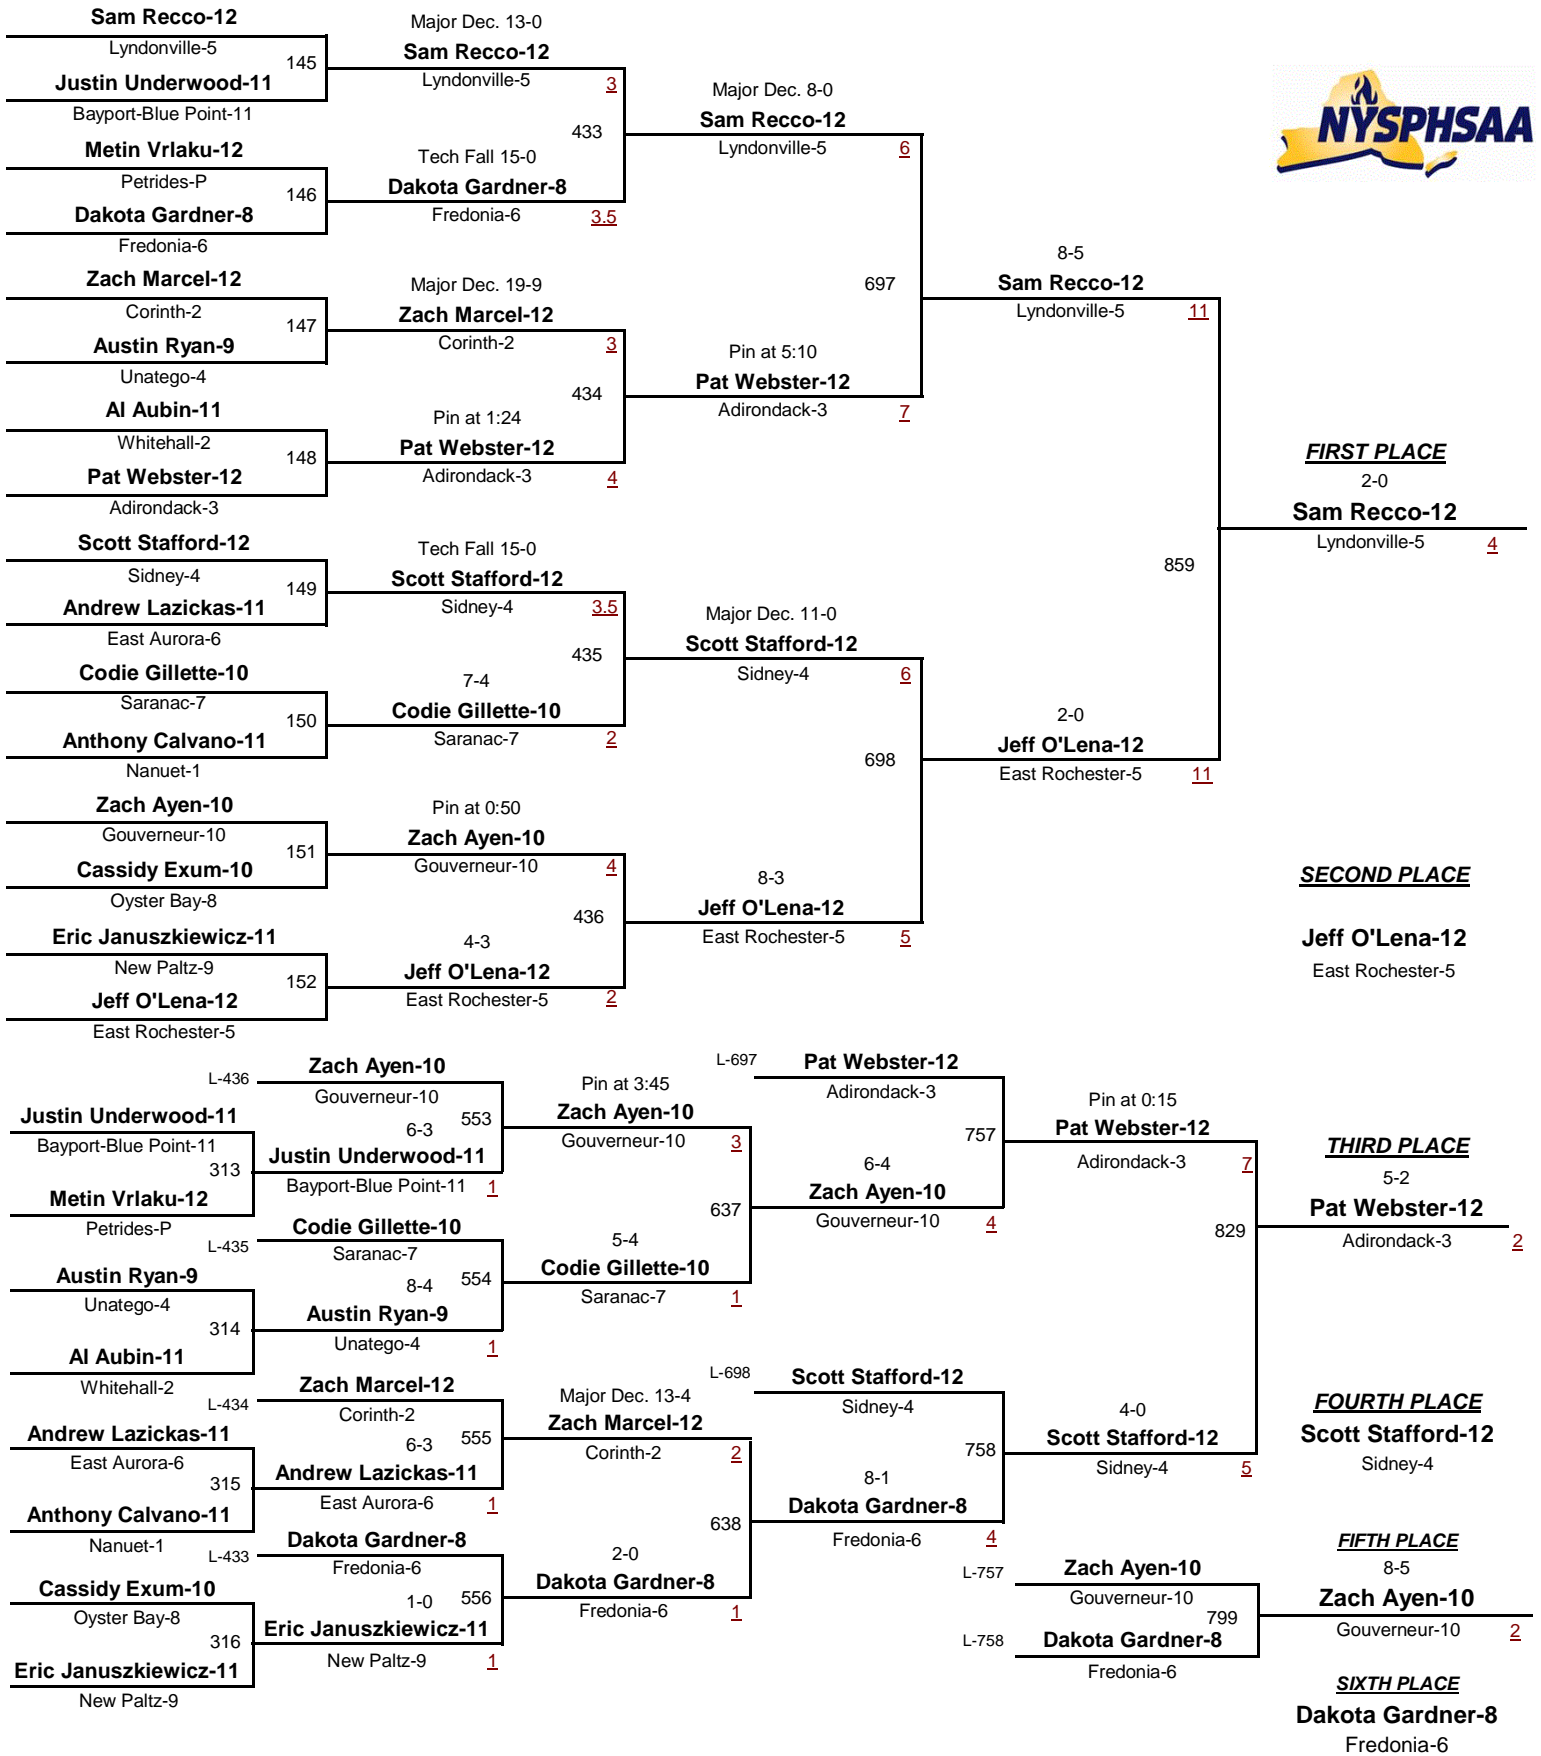 Sam Recco-12
Lyndonville-5
145
Justin Underwood-11
Bayport-Blue Point-11
Metin Vrlaku-12
Petrides-P
146
Dakota Gardner-8
Fredonia-6
Zach Marcel-12
Corinth-2
147
Austin Ryan-9
Unatego-4
Al Aubin-11
Whitehall-2
148
Pat Webster-12
Adirondack-3
Scott Stafford-12
Sidney-4
149
Andrew Lazickas-11
East Aurora-6
Codie Gillette-10
Saranac-7
150
Anthony Calvano-11
Nanuet-1
Zach Ayen-10
Gouverneur-10
151
Cassidy Exum-10
Oyster Bay-8
Eric Januszkiewicz-11
New Paltz-9
152
Jeff O'Lena-12
East Rochester-5
Major Dec. 13-0
Sam Recco-12
Lyndonville-5 3
433
Tech Fall 15-0
Dakota Gardner-8
Fredonia-6 3.5
Major Dec. 19-9
Zach Marcel-12
Corinth-2 3
434
Pin at 1:24
Pat Webster-12
Adirondack-3 4
Tech Fall 15-0
Scott Stafford-12
Sidney-4 3.5
435
7-4
Codie Gillette-10
Saranac-7 2
Pin at 0:50
Zach Ayen-10
Gouverneur-10 4
436
4-3
Jeff O'Lena-12
East Rochester-5 2
Major Dec. 8-0
Sam Recco-12
Lyndonville-5 6
697
Pin at 5:10
Pat Webster-12
Adirondack-3 7
Major Dec. 11-0
Scott Stafford-12
Sidney-4 6
698
8-3
Jeff O'Lena-12
East Rochester-5 5
8-5
Sam Recco-12
Lyndonville-5 11
859
2-0
Jeff O'Lena-12
East Rochester-5 11
NYSPHSAA
FIRST PLACE
2-0
Sam Recco-12
Lyndonville-5 4
SECOND PLACE
Jeff O'Lena-12
East Rochester-5
Justin Underwood-11
Bayport-Blue Point-11
313
Metin Vrlaku-12
Petrides-P
Austin Ryan-9
Unatego-4
314
Al Aubin-11
Whitehall-2
Andrew Lazickas-11
East Aurora-6
315
Anthony Calvano-11
Nanuet-1
Cassidy Exum-10
Oyster Bay-8
316
Eric Januszkiewicz-11
New Paltz-9
L-436 Zach Ayen-10
Gouverneur-10
6-3 553
Justin Underwood-11
Bayport-Blue Point-11 1
L-435 Codie Gillette-10
Saranac-7
8-4 554
Austin Ryan-9
Unatego-4 1
L-434 Zach Marcel-12
Corinth-2
6-3 555
Andrew Lazickas-11
East Aurora-6 1
L-433 Dakota Gardner-8
Fredonia-6
1-0 556
Eric Januszkiewicz-11
New Paltz-9 1
Pin at 3:45
Zach Ayen-10
Gouverneur-10 3
637
5-4
Codie Gillette-10
Saranac-7 1
Major Dec. 13-4
Zach Marcel-12
Corinth-2 2
638
2-0
Dakota Gardner-8
Fredonia-6 1
L-697 Pat Webster-12
Adirondack-3
757
6-4
Zach Ayen-10
Gouverneur-10 4
L-698 Scott Stafford-12
Sidney-4
758
8-1
Dakota Gardner-8
Fredonia-6 4
Pin at 0:15
Pat Webster-12
Adirondack-3 7
829
4-0
Scott Stafford-12
Sidney-4 5
THIRD PLACE
5-2
Pat Webster-12
Adirondack-3 2
FOURTH PLACE
Scott Stafford-12
Sidney-4
L-757 Zach Ayen-10
Gouverneur-10
799
L-758 Dakota Gardner-8
Fredonia-6
FIFTH PLACE
8-5
Zach Ayen-10
Gouverneur-10 2
SIXTH PLACE
Dakota Gardner-8
Fredonia-6